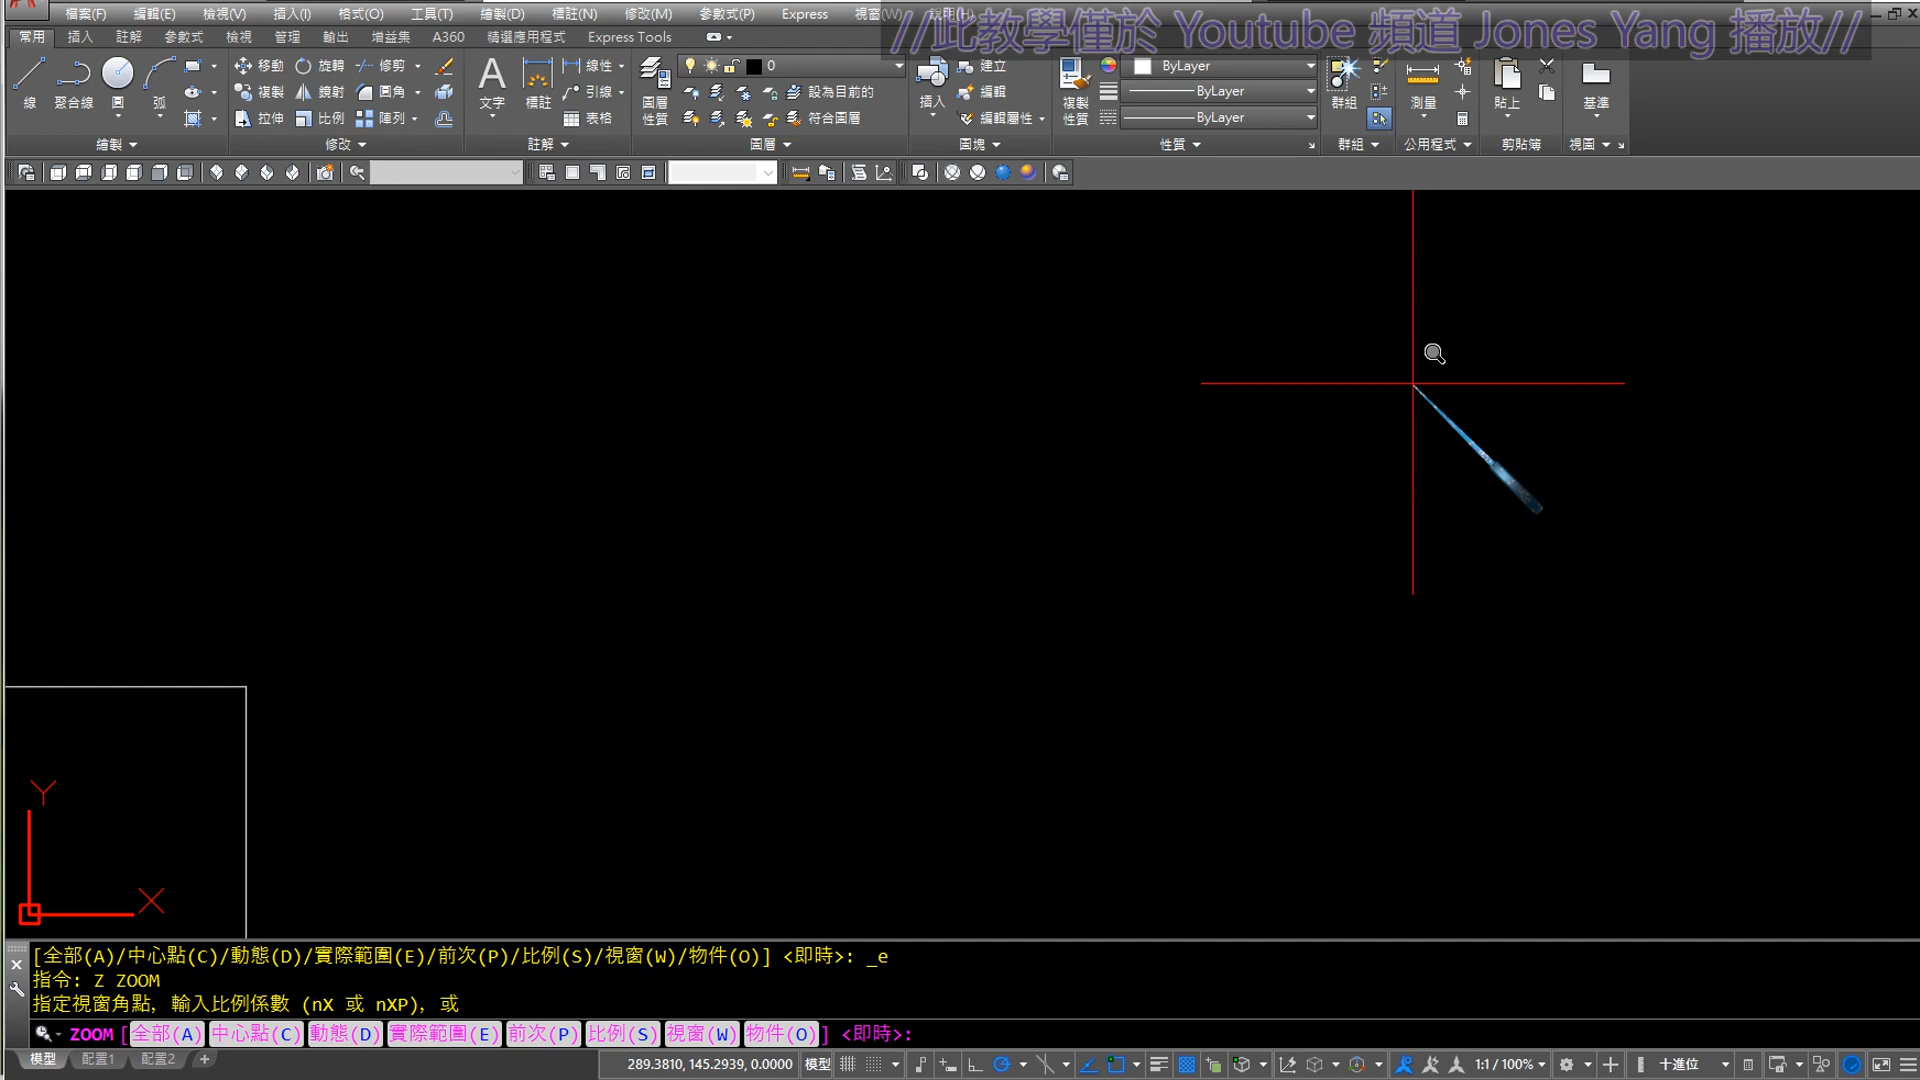 檔案(F) 編輯(E) 檢視(V) 插入(I) 格式(O) 工具(T) 繪製(D) 標註(N) 修改(M) 參數式(P) Express 視窗(W) 說明(H)
//此教學僅於 Youtube 頻道 Jones Yang 播放//
常用 插入 註解 參數式 檢視 管理 輸出 增益集 A360 精選應用程式 Express Tools
線 聚合線 圓 弧
移動 旋轉 修剪
複製 鏡射 圓角
拉伸 比例 陣列
文字 標註
線性
引線
表格
圖層性質
0
設為目前的
符合圖層
插入
建立
編輯
編輯屬性
複製性質
ByLayer
ByLayer
ByLayer
群組 測量 貼上 基準
繪製 修改 註解 圖層 圖塊 性質 群組 公用程式 剪貼簿 視圖
Y
X
[全部(A)/中心點(C)/動態(D)/實際範圍(E)/前次(P)/比例(S)/視窗(W)/物件(O)] <即時>: _e
指令: Z ZOOM
指定視窗角點, 輸入比例係數 (nX 或 nXP), 或
ZOOM [全部(A) 中心點(C) 動態(D) 實際範圍(E) 前次(P) 比例(S) 視窗(W) 物件(O)] <即時>:
模型 配置1 配置2 +
289.3810, 145.2939, 0.0000 模型 1:1 / 100% 十進位